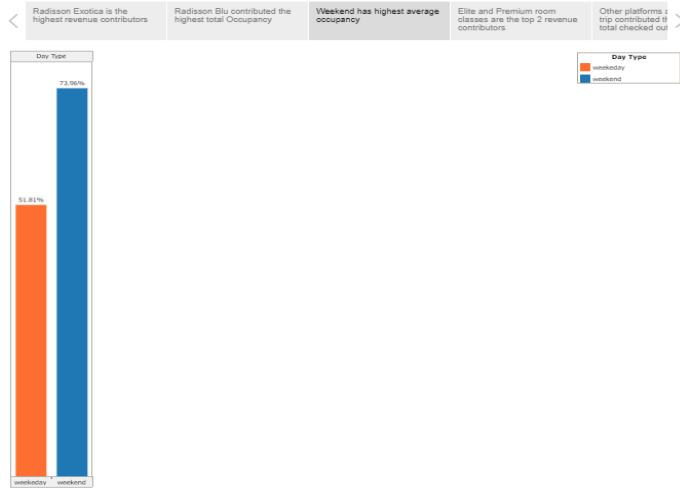 Radisson Exotica is the
highest revenue contributors
Radisson Blu contributed the
highest total Occupancy
Weekend has highest average
occupancy
Elite and Premium room
classes are the top 2 revenue
contributors
Other platforms
trip contributed
total checked out
Day Type
73.96%
51.81%
weekeday
weekend
Day Type
weekeday
weekend